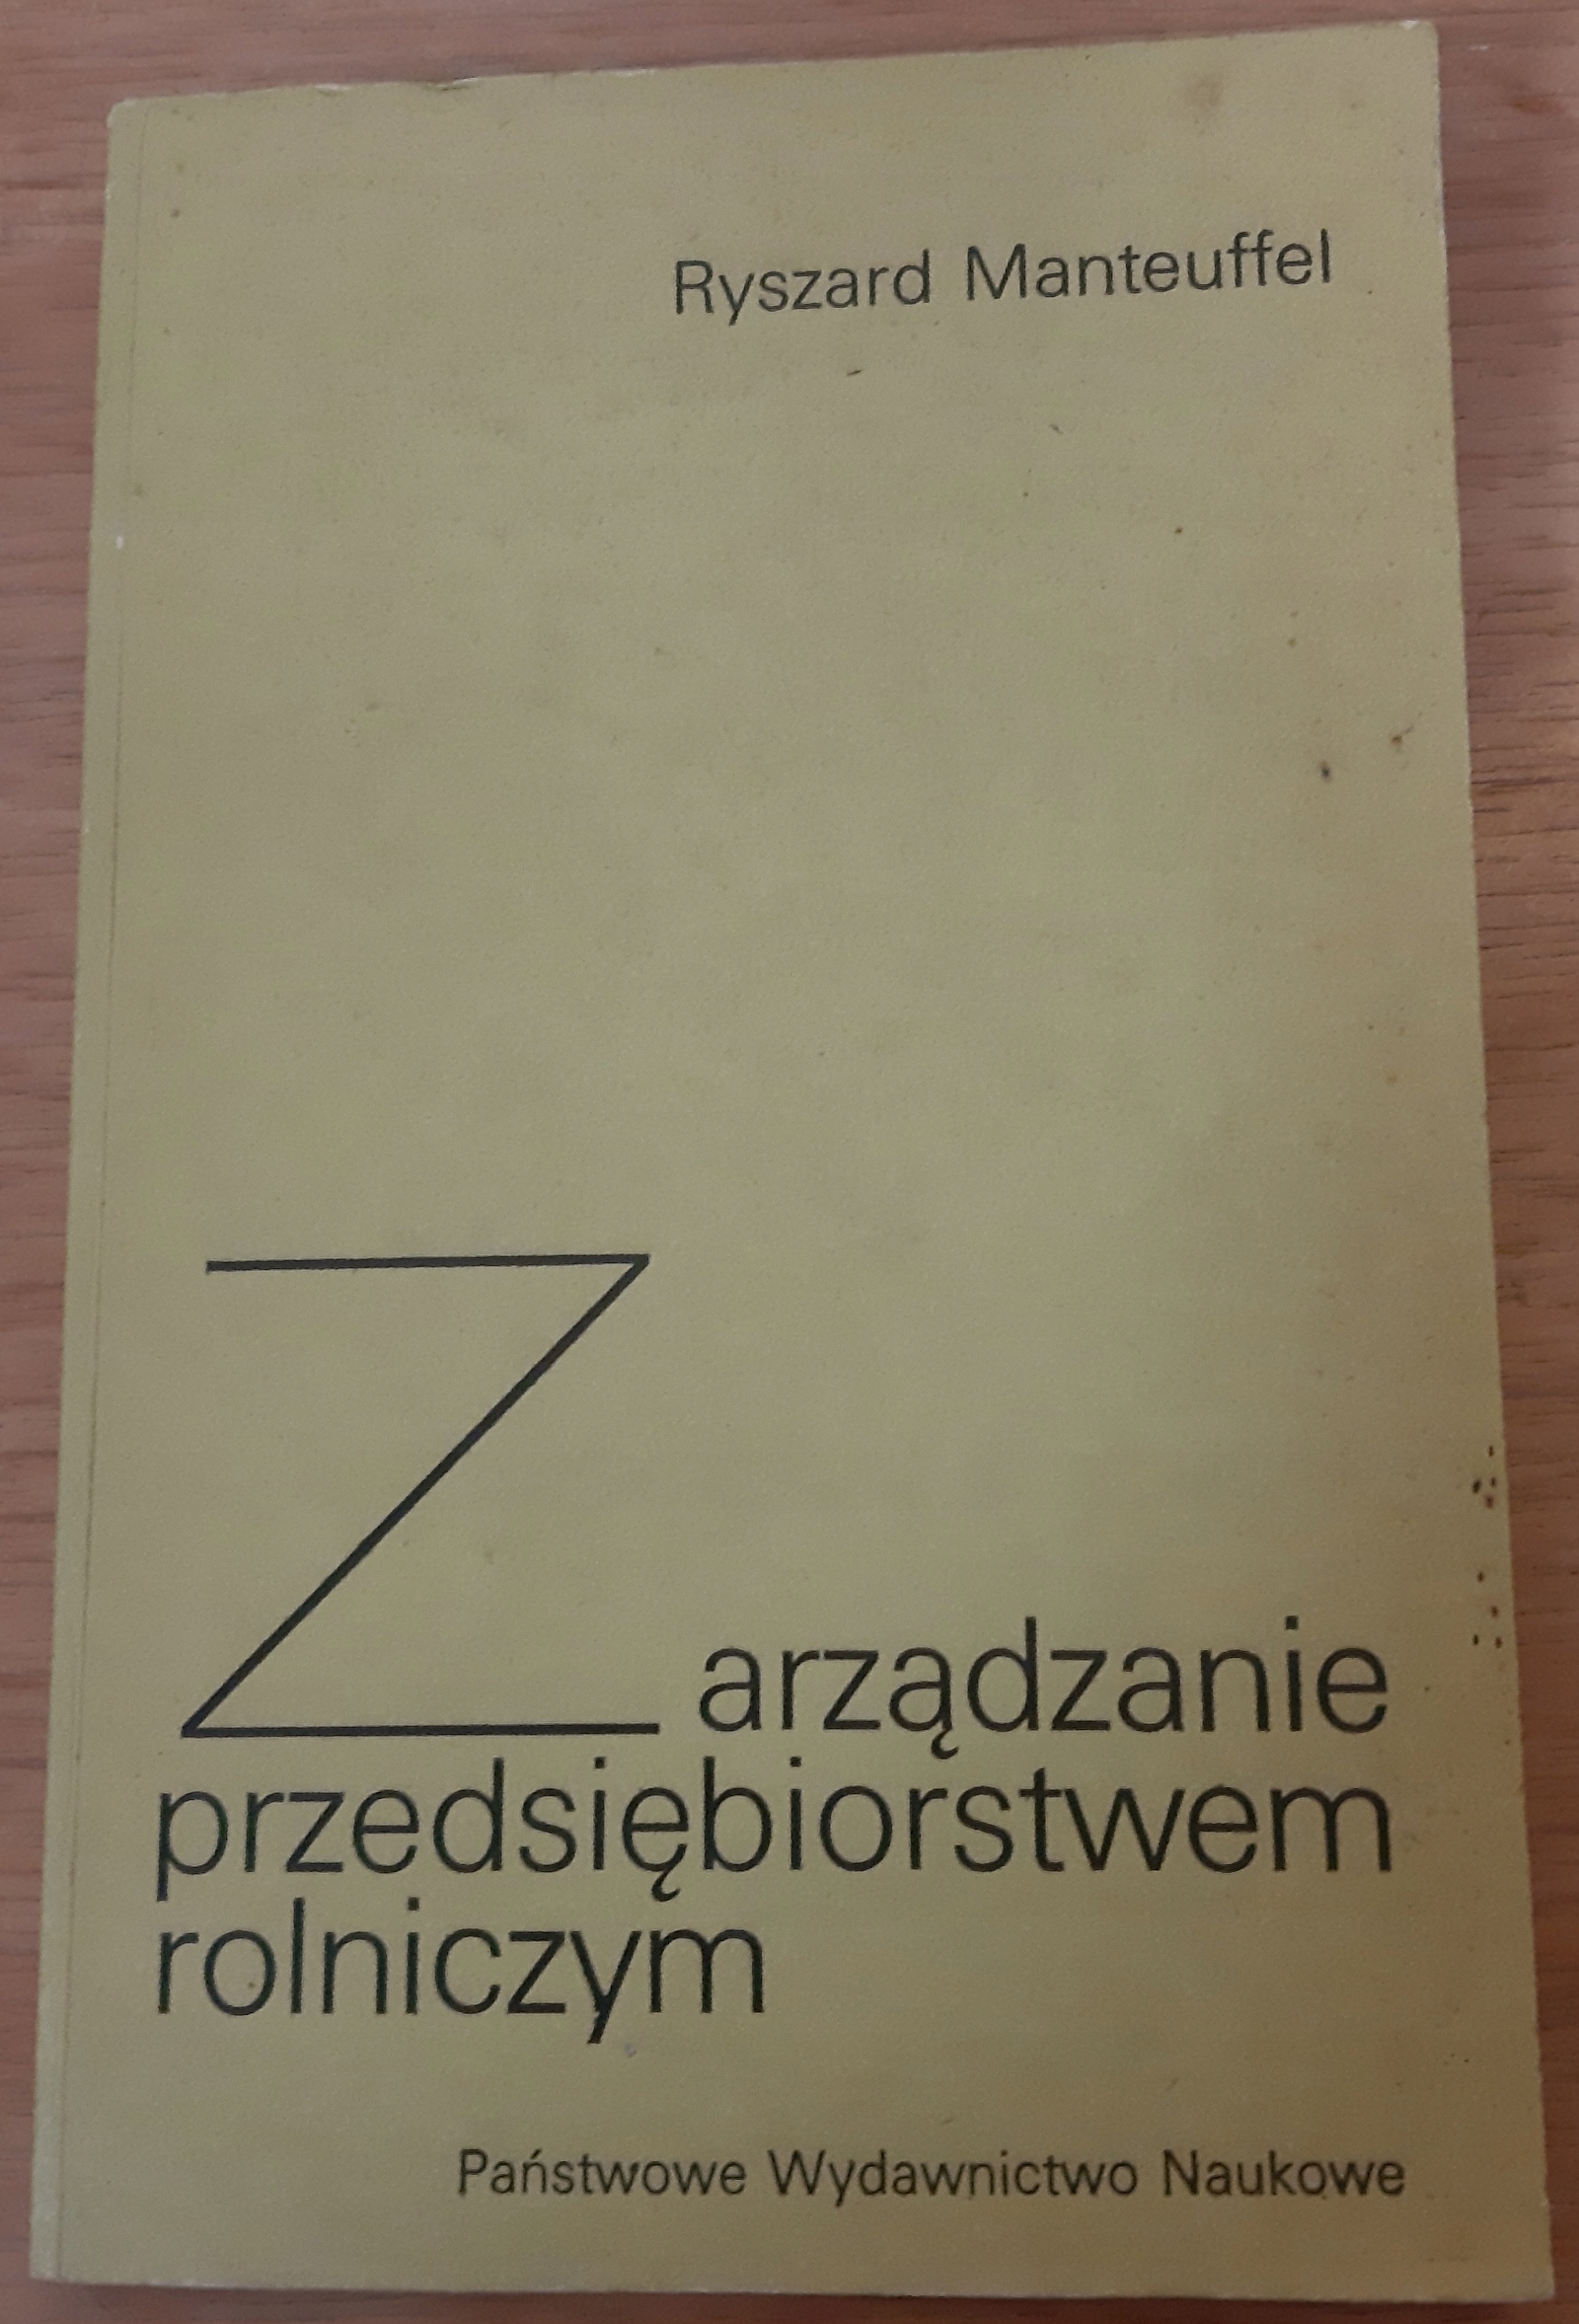 Ryszard Manteuffel
Zarządzanie
przedsiębiorstwem
rolniczym
Państwowe Wydawnictwo Naukowe